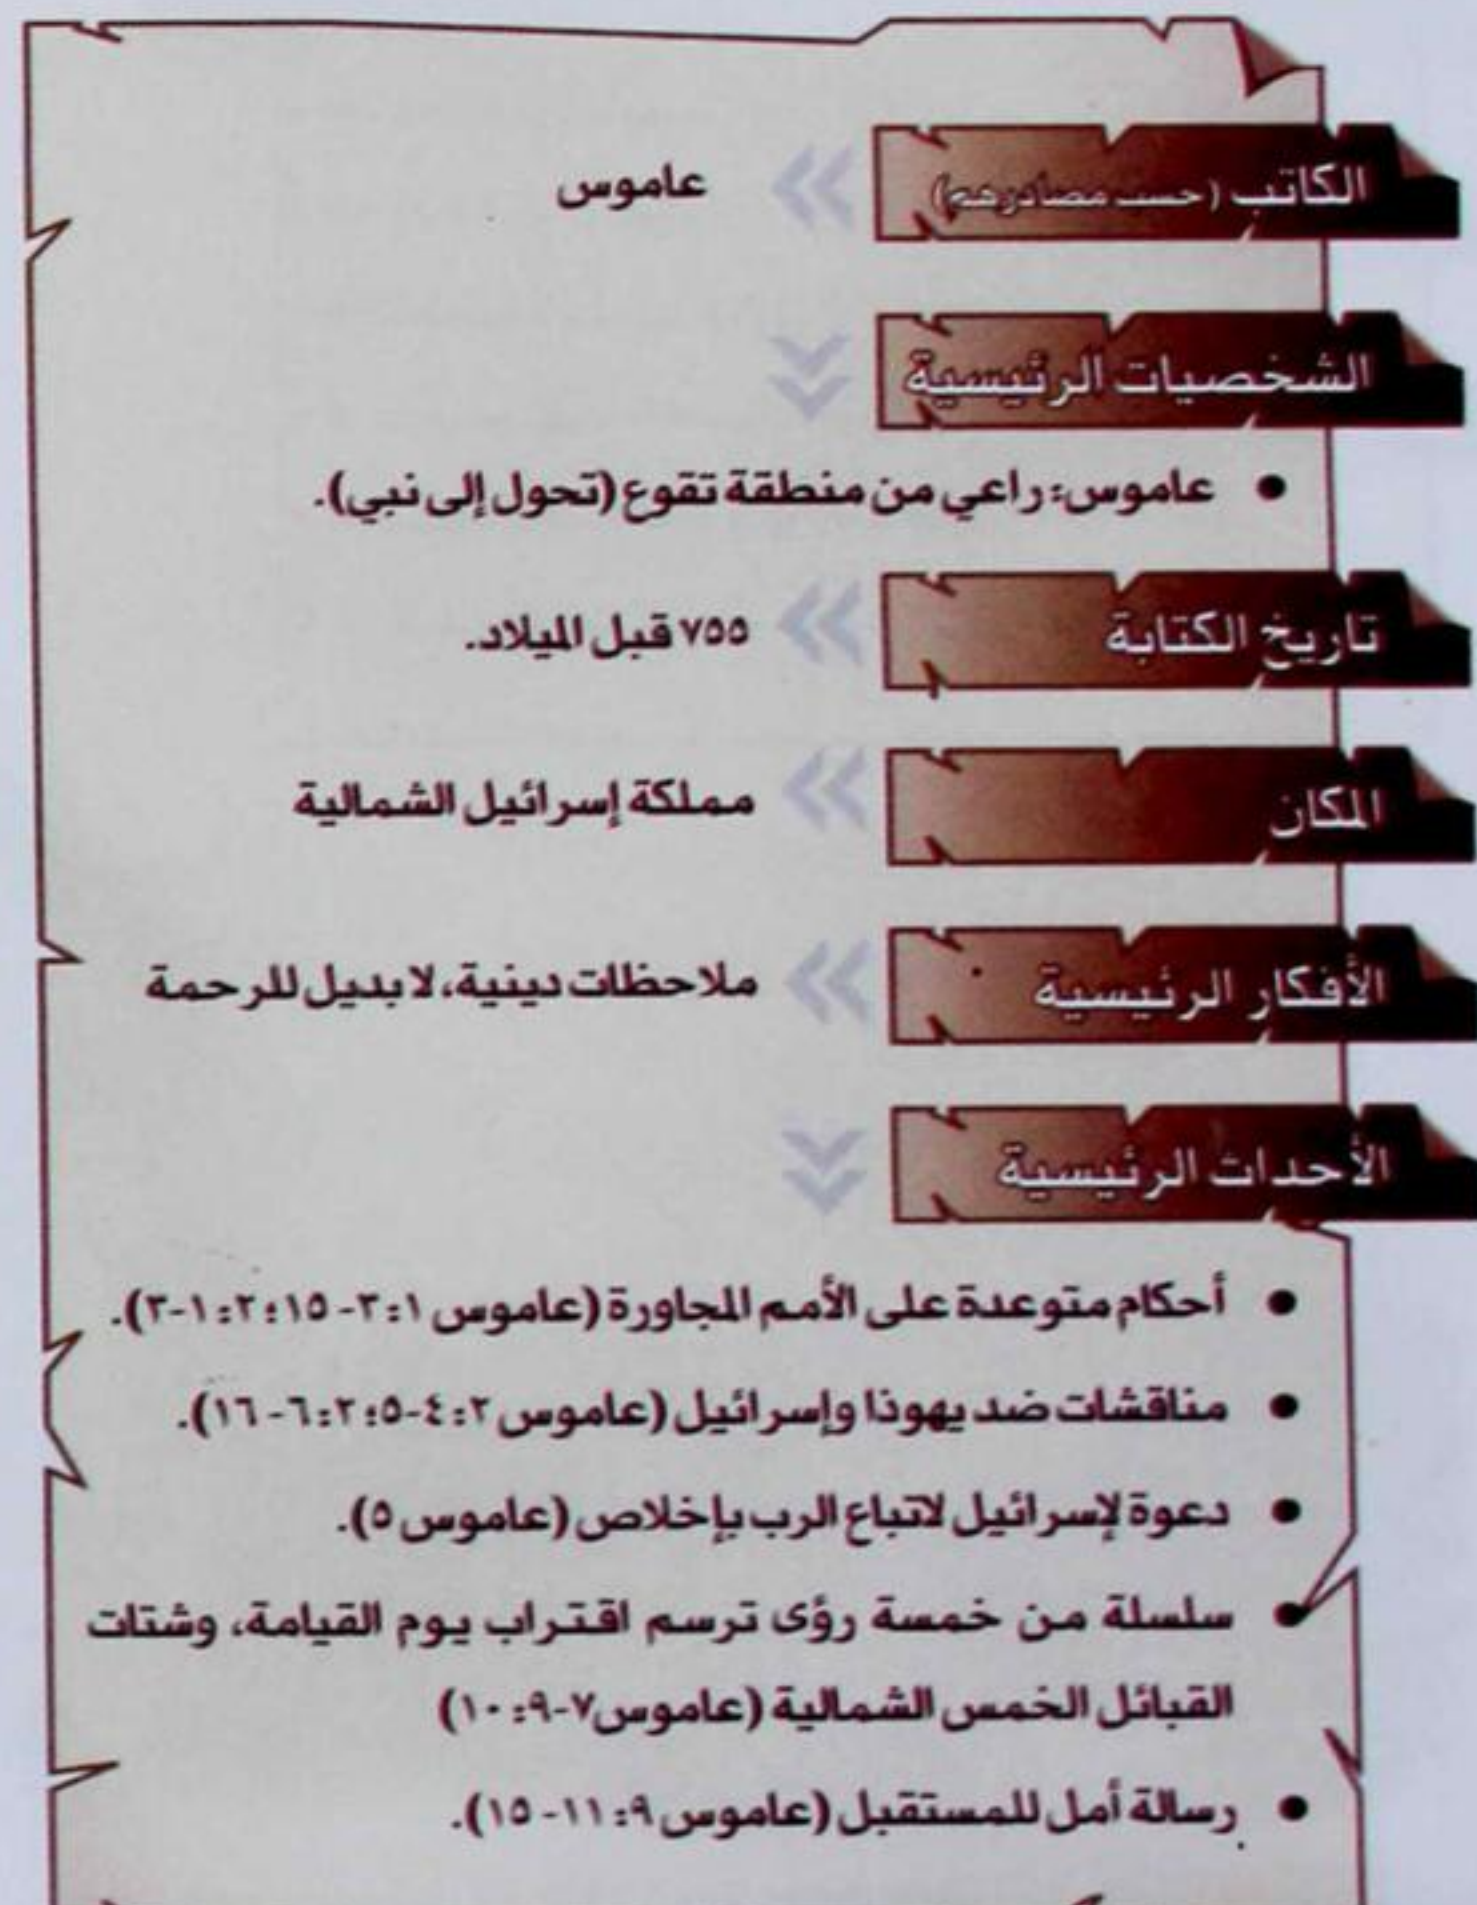 الكاتب (حسب مصادرهم)
عاموس
الشخصيات الرئيسية
• عاموس: راعي من منطقة تقوع (تحول إلى نبي).
تاريخ الكتابة
٧٥٥ قبل الميلاد.
المكان
مملكة إسرائيل الشمالية
الأفكار الرئيسية
ملاحظات دينية، لا بديل للرحمة
الأحداث الرئيسية
• أحكام متوعدة على الأمم المجاورة (عاموس ١: ٣- ١٥؛ ٢: ١-٣).
• مناقشات ضد يهوذا وإسرائيل (عاموس ٢: ٤-٥؛ ٢: ٦- ١٦).
• دعوة لإسرائيل لاتباع الرب بإخلاص (عاموس ٥).
• سلسلة من خمسة رؤى ترسم اقتراب يوم القيامة، وشتات
القبائل الخمس الشمالية (عاموس٧-٩: ١٠)
• رسالة أمل للمستقبل (عاموس ٩: ١١- ١٥).